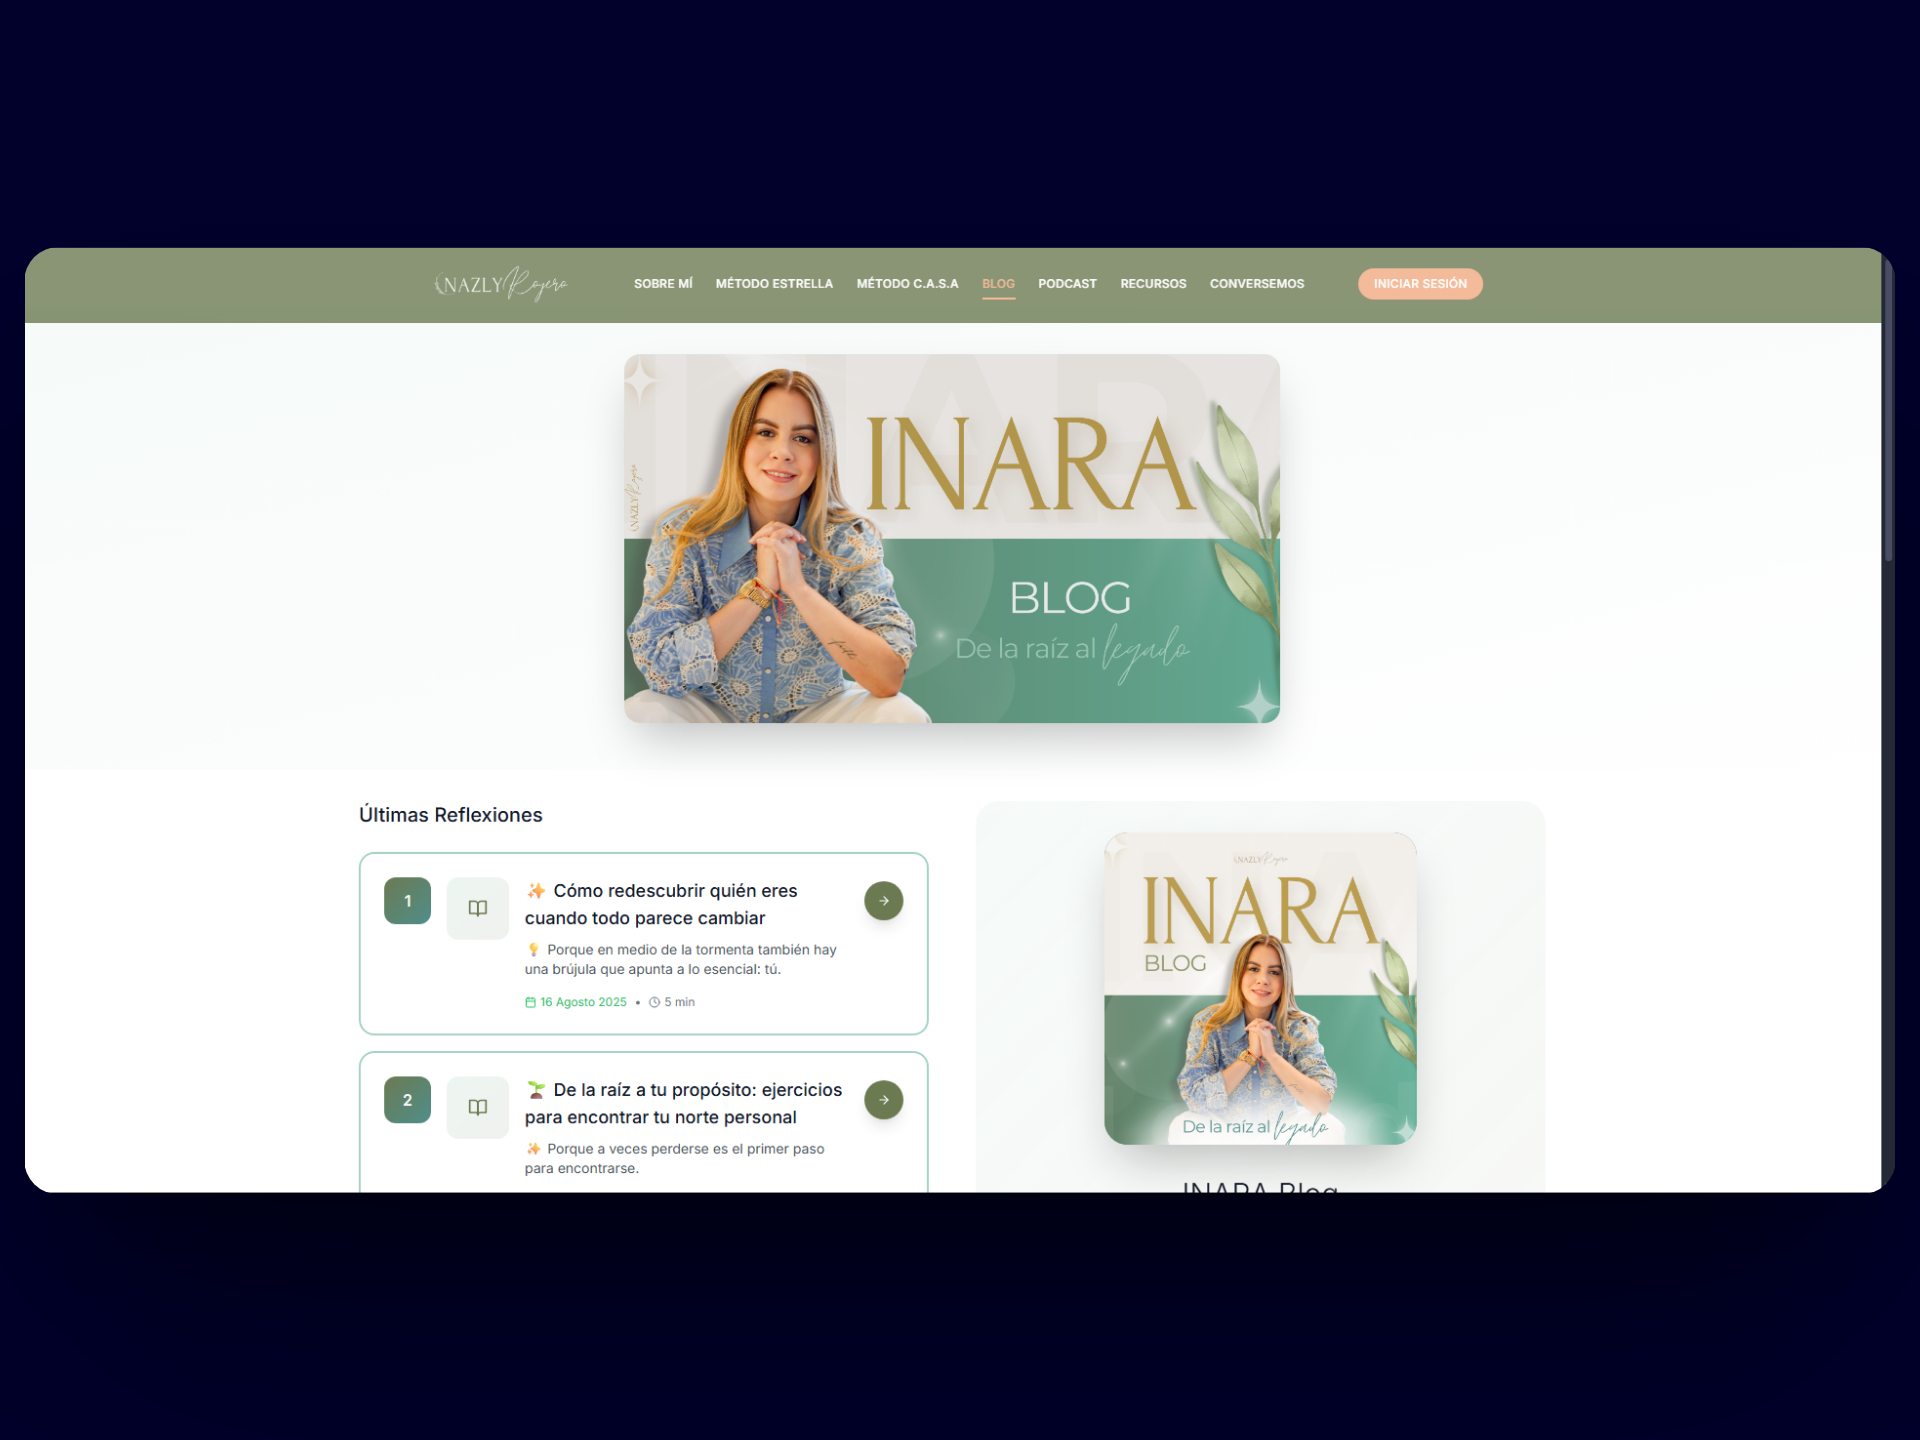 NAZLY Rojero
SOBRE MÍ
MÉTODO ESTRELLA
MÉTODO C.A.S.A
BLOG
PODCAST
RECURSOS
CONVERSEMOS
INICIAR SESIÓN
INARA
NAZLY Rojero
BLOG
De la raíz al legado
Últimas Reflexiones
1
✨ Cómo redescubrir quién eres
cuando todo parece cambiar
💡 Porque en medio de la tormenta también hay
una brújula que apunta a lo esencial: tú.
16 Agosto 2025 • 5 min
2
🌱 De la raíz a tu propósito: ejercicios
para encontrar tu norte personal
✨ Porque a veces perderse es el primer paso
para encontrarse.
NAZLY Rojero
INARA
BLOG
De la raíz al legado
INARA Blog